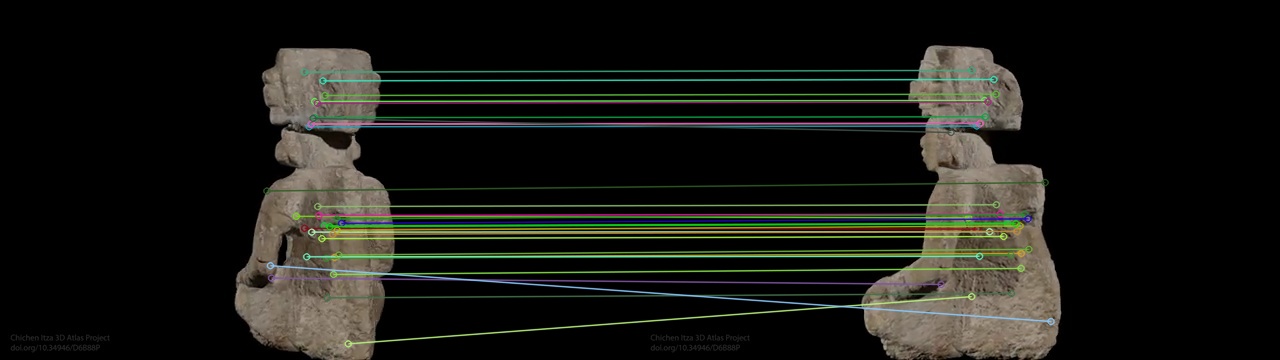 Chichen Itza 3D Atlas Project
doi.org/10.34946/D6B88P
Chichen Itza 3D Atlas Project
doi.org/10.34946/D6B88P